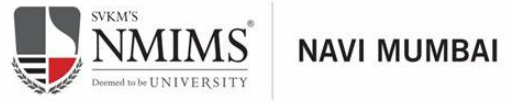 SVKM'S
NMIMS®
Deemed to be UNIVERSITY
NAVI MUMBAI